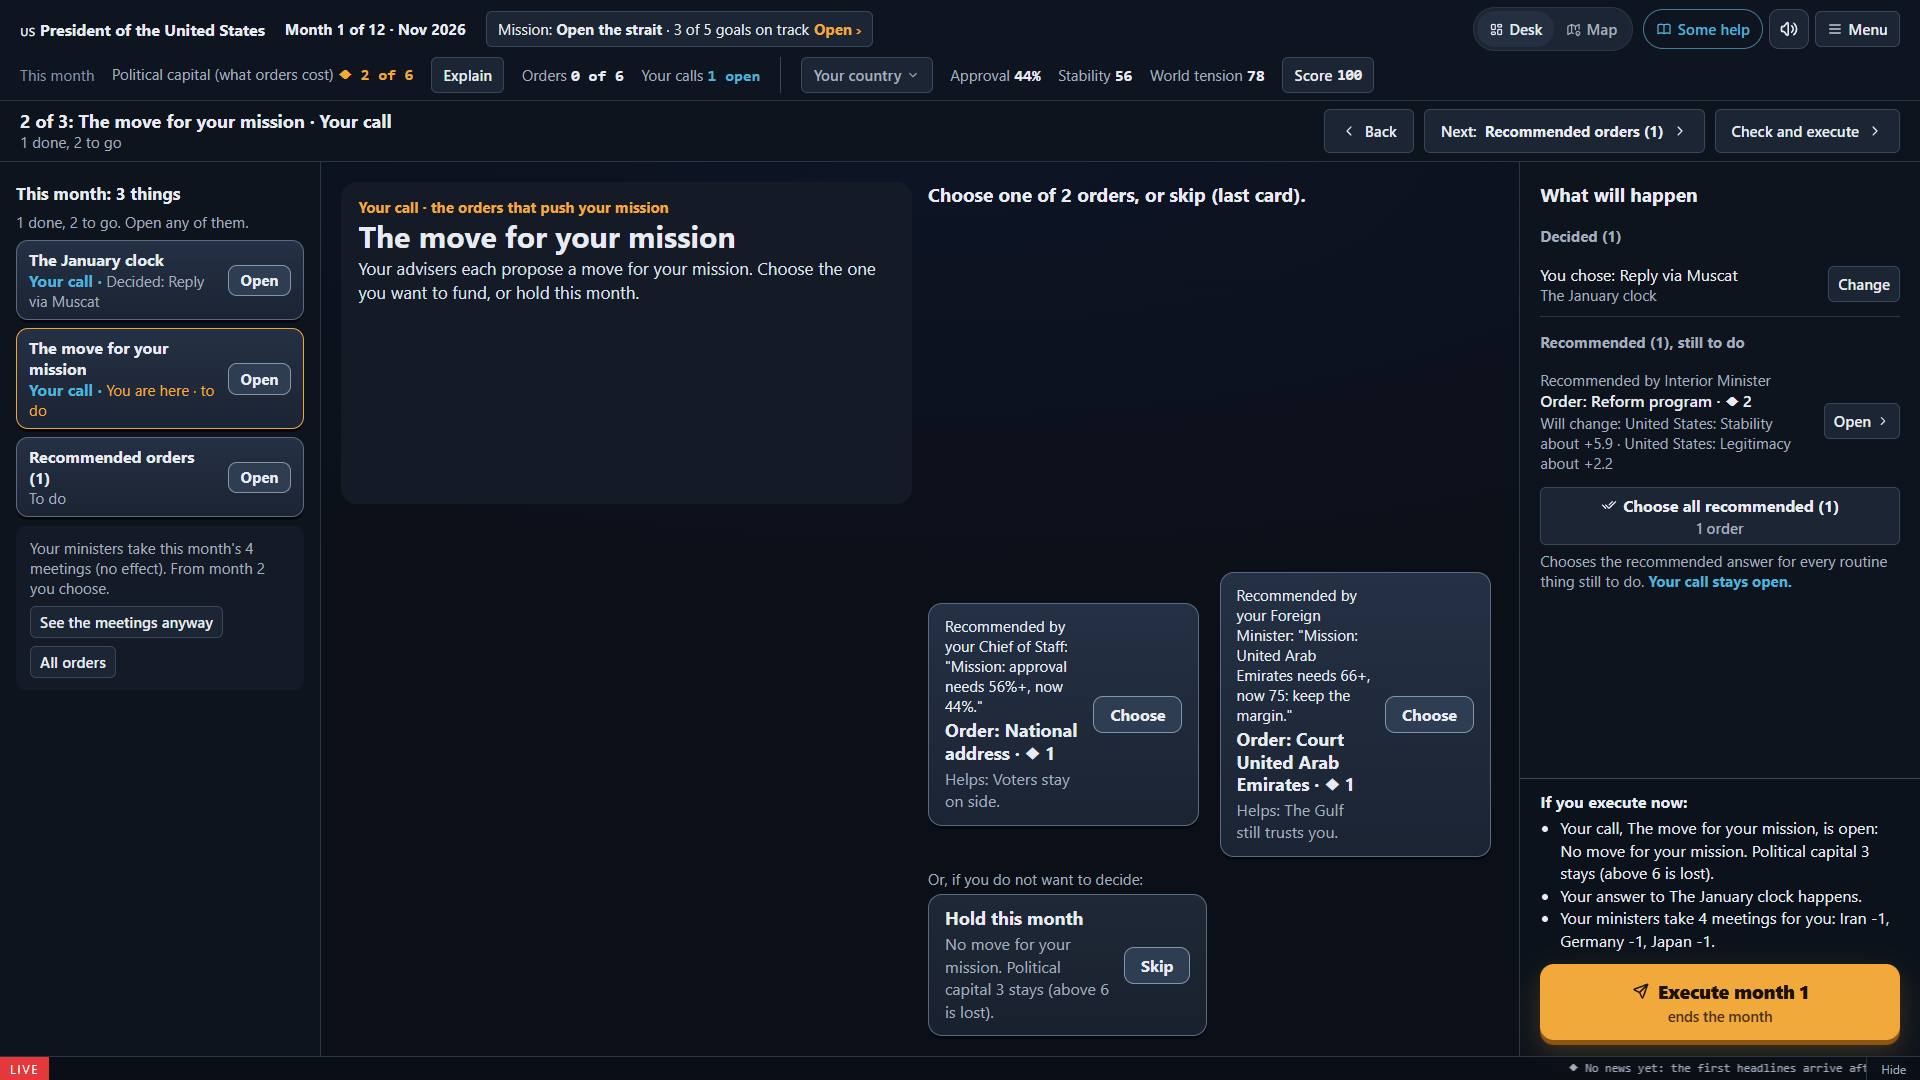 US President of the United States
Month 1 of 12 · Nov 2026
Mission: Open the strait · 3 of 5 goals on track Open ›
Desk
Map
Some help
Menu
This month
Political capital (what orders cost) ◆ 2 of 6
Explain
Orders 0 of 6
Your calls 1 open
Your country
Approval 44%
Stability 56
World tension 78
Score 100
2 of 3: The move for your mission · Your call
1 done, 2 to go
Back
Next: Recommended orders (1)
Check and execute
This month: 3 things
1 done, 2 to go. Open any of them.
The January clock
Your call · Decided: Reply
via Muscat
Open
The move for your
mission
Your call · You are here · to
do
Open
Recommended orders
(1)
To do
Open
Your ministers take this month's 4
meetings (no effect). From month 2
you choose.
See the meetings anyway
All orders
Your call · the orders that push your mission
The move for your mission
Your advisers each propose a move for your mission. Choose the one
you want to fund, or hold this month.
Choose one of 2 orders, or skip (last card).
Recommended by
your Chief of Staff:
"Mission: approval
needs 56%+, now
44%."
Order: National
address · ◆ 1
Helps: Voters stay
on side.
Choose
Recommended by
your Foreign
Minister: "Mission:
United Arab
Emirates needs 66+,
now 75: keep the
margin."
Order: Court
United Arab
Emirates · ◆ 1
Helps: The Gulf
still trusts you.
Choose
Or, if you do not want to decide:
Hold this month
No move for your
mission. Political
capital 3 stays (above 6
is lost).
Skip
What will happen
Decided (1)
You chose: Reply via Muscat
The January clock
Change
Recommended (1), still to do
Recommended by Interior Minister
Order: Reform program · ◆ 2
Will change: United States: Stability
about +5.9 · United States: Legitimacy
about +2.2
Open
Choose all recommended (1)
1 order
Chooses the recommended answer for every routine
thing still to do. Your call stays open.
If you execute now:
• Your call, The move for your mission, is open:
No move for your mission. Political capital 3
stays (above 6 is lost).
• Your answer to The January clock happens.
• Your ministers take 4 meetings for you: Iran -1,
Germany -1, Japan -1.
Execute month 1
ends the month
LIVE
◆ No news yet: the first headlines arrive aft
Hide